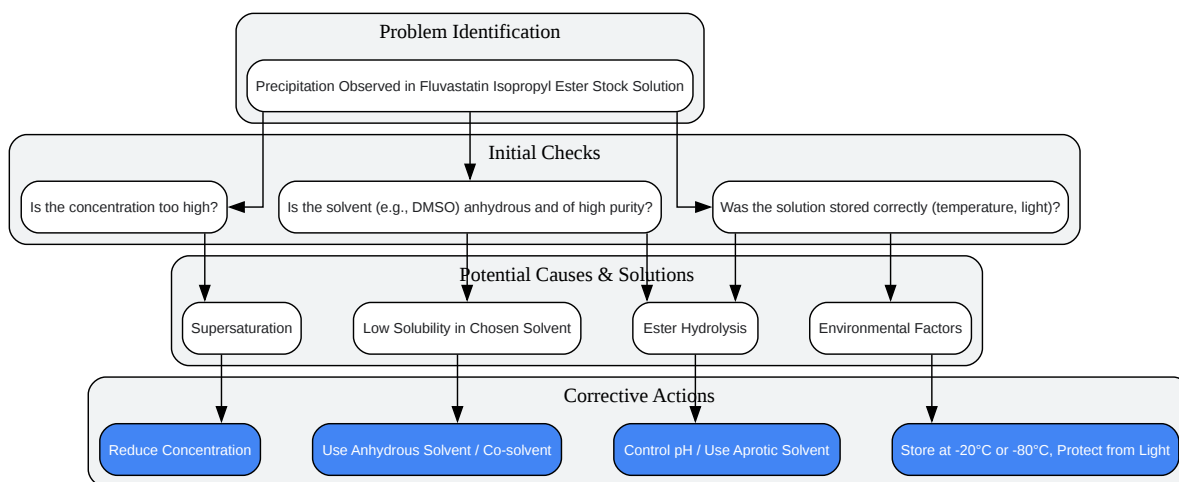 Problem Identification
Precipitation Observed in Fluvastatin Isopropyl Ester Stock Solution
Initial Checks
Is the concentration too high?
Is the solvent (e.g., DMSO) anhydrous and of high purity?
Was the solution stored correctly (temperature, light)?
Potential Causes & Solutions
Supersaturation
Low Solubility in Chosen Solvent
Ester Hydrolysis
Environmental Factors
Corrective Actions
Reduce Concentration
Use Anhydrous Solvent / Co-solvent
Control pH / Use Aprotic Solvent
Store at -20°C or -80°C, Protect from Light